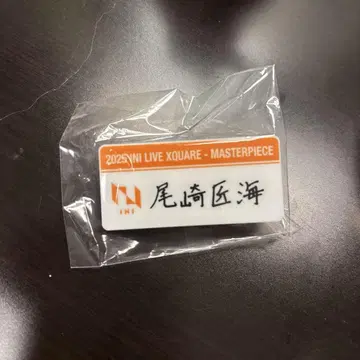 2025 INI LIVE XQUARE - MASTERPIECE
INI
尾崎匠海